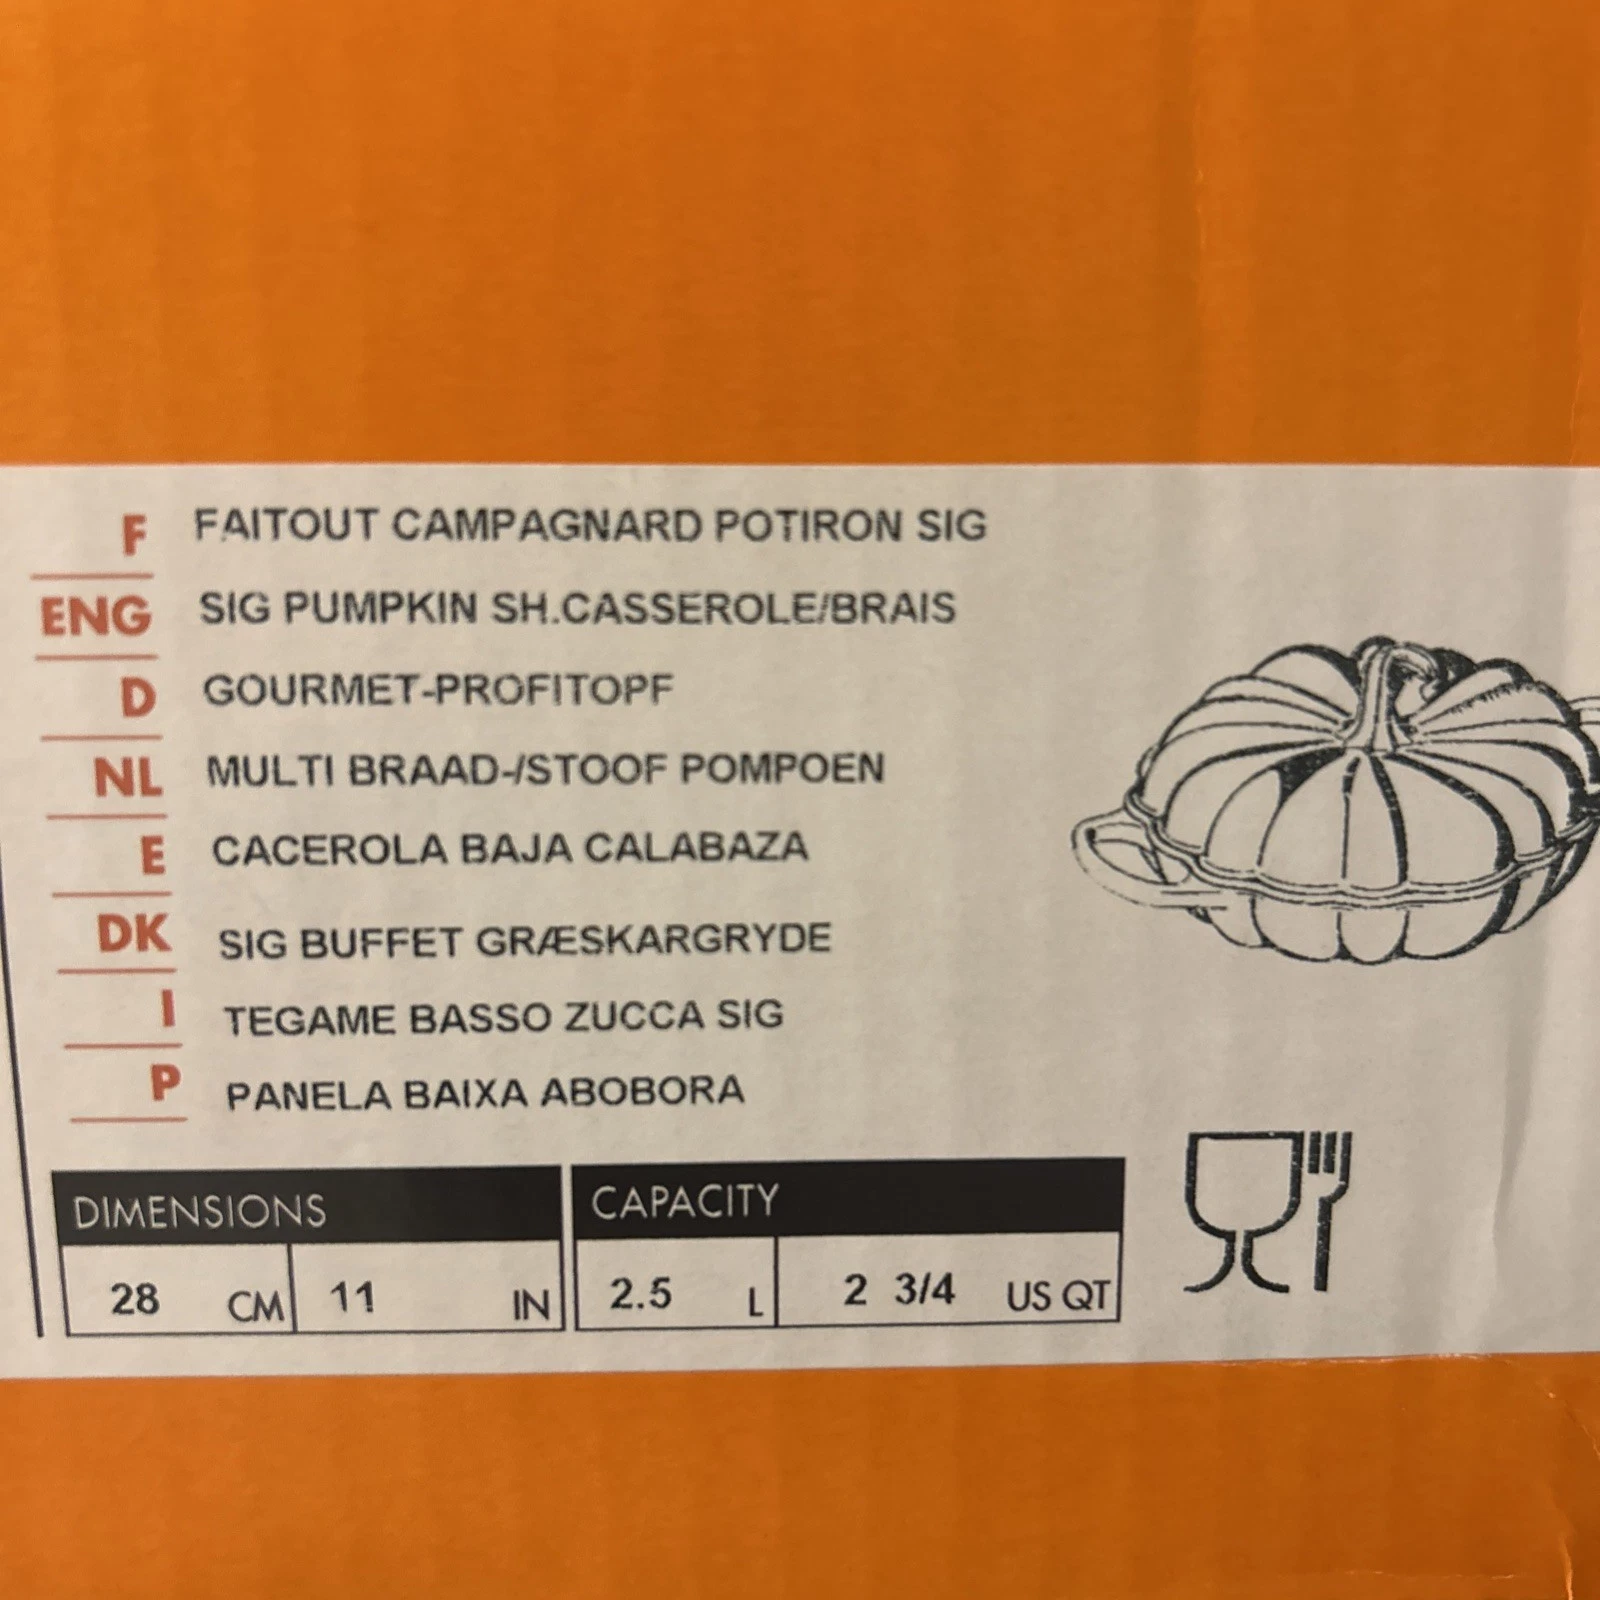 F FAITOUT CAMPAGNARD POTIRON SIG
ENG SIG PUMPKIN SH.CASSEROLE/BRAIS
D GOURMET-PROFITOPF
NL MULTI BRAAD-/STOOF POMPOEN
E CACEROLA BAJA CALABAZA
DK SIG BUFFET GRÆSKARGRYDE
I TEGAME BASSO ZUCCA SIG
P PANELA BAIXA ABOBORA
DIMENSIONS CAPACITY
28 CM 11 IN 2.5 L 2 3/4 US QT